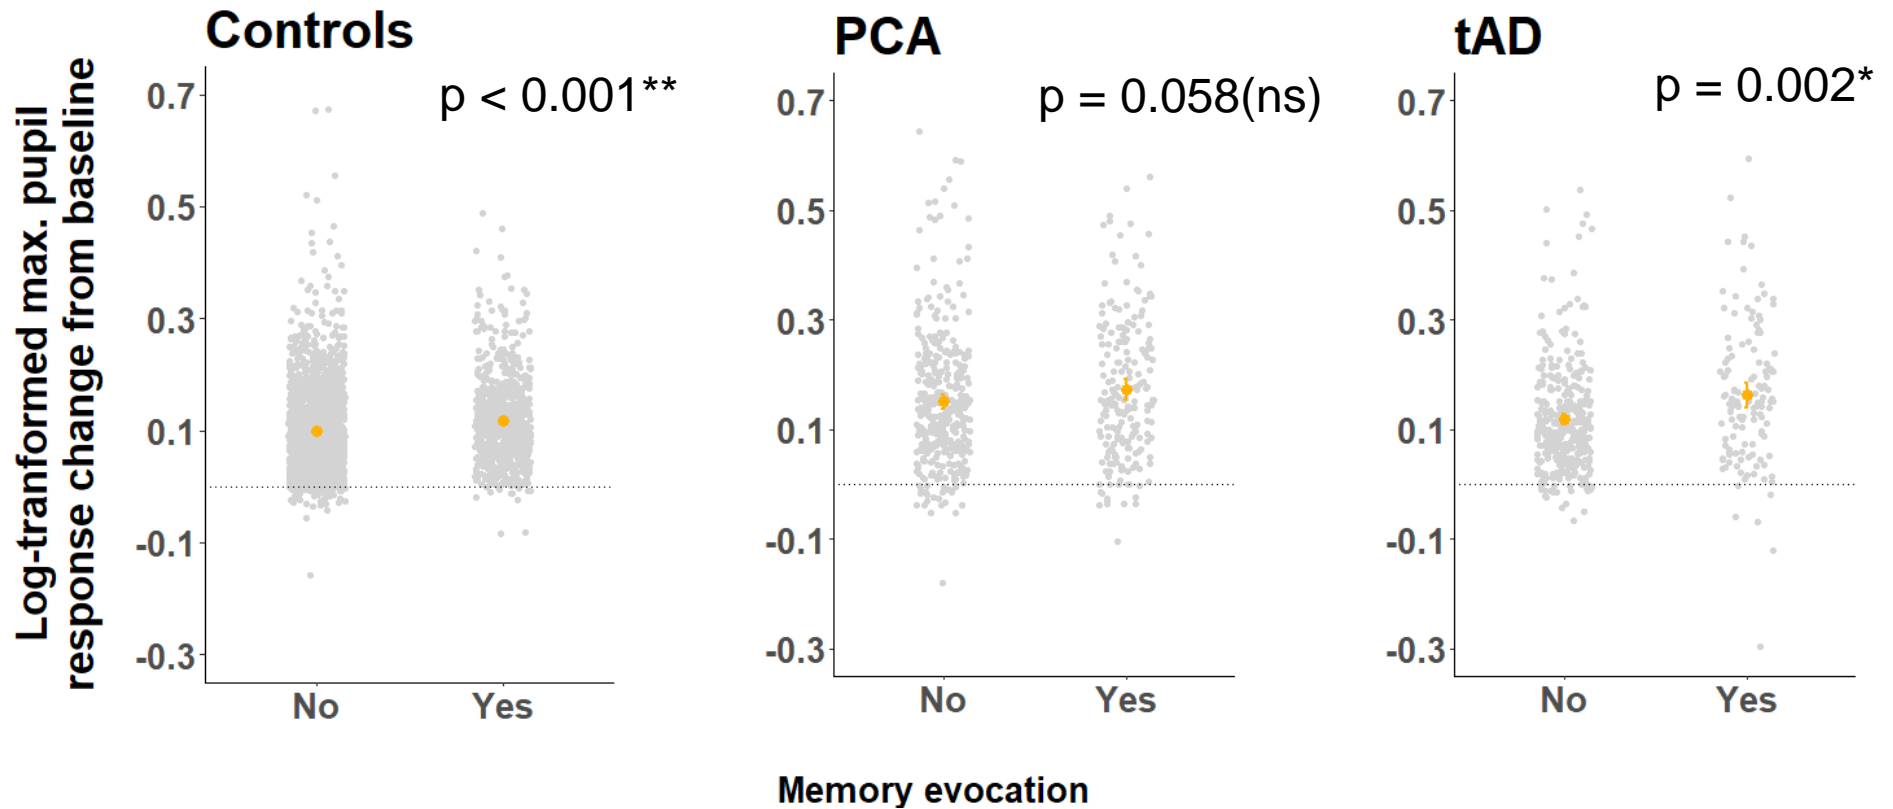 Controls
PCA
tAD
p < 0.001**
p = 0.058(ns)
p = 0.002*
Log-tranformed max. pupil
response change from baseline
0.7
0.5
0.3
0.1
-0.1
-0.3
No
Yes
0.7
0.5
0.3
0.1
-0.1
-0.3
No
Yes
0.7
0.5
0.3
0.1
-0.1
-0.3
No
Yes
Memory evocation